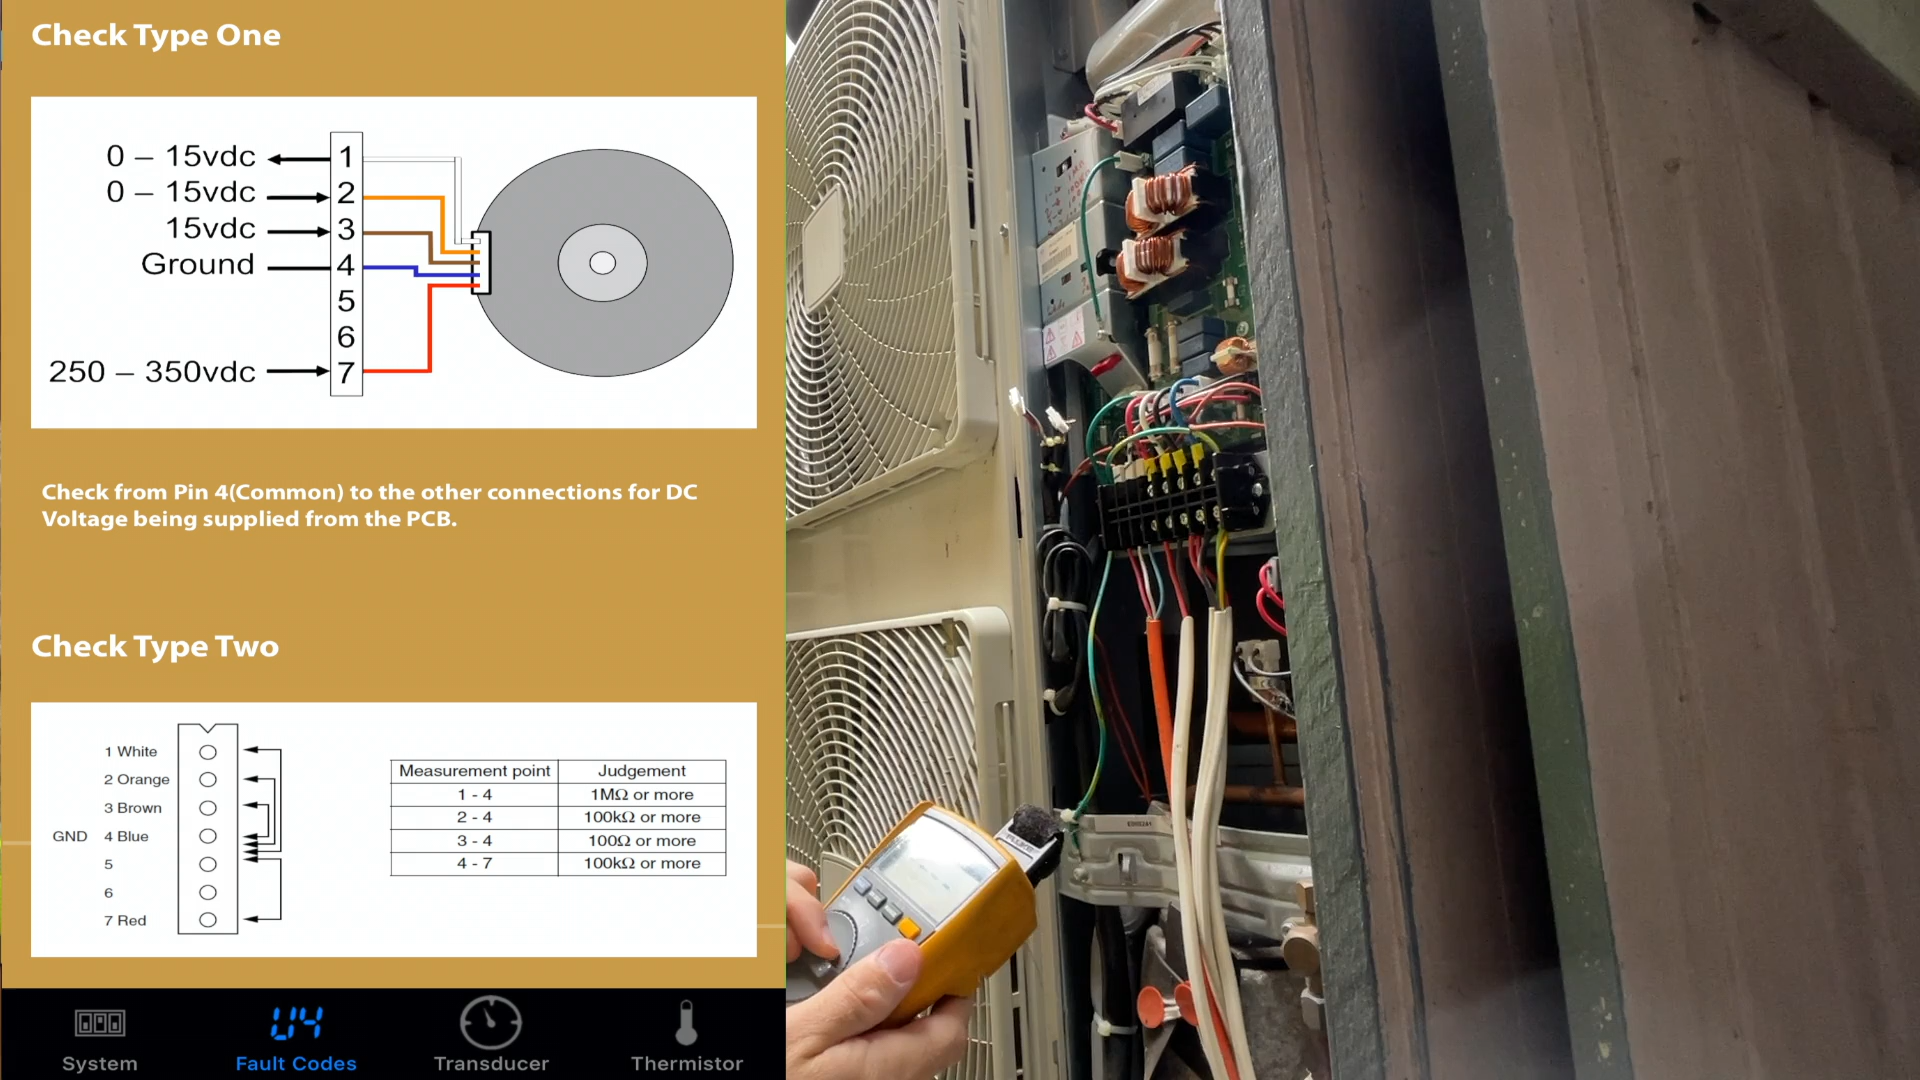 Check Type One
0 – 15vdc 1
0 – 15vdc 2
15vdc 3
Ground 4
5
6
250 – 350vdc 7
Check from Pin 4(Common) to the other connections for DC
Voltage being supplied from the PCB.
Check Type Two
1 White
2 Orange
3 Brown
GND 4 Blue
5
6
7 Red
Measurement point Judgement
1 - 4 1MΩ or more
2 - 4 100kΩ or more
3 - 4 100Ω or more
4 - 7 100kΩ or more
System
U4
Fault Codes
Transducer
Thermistor
FLUKE